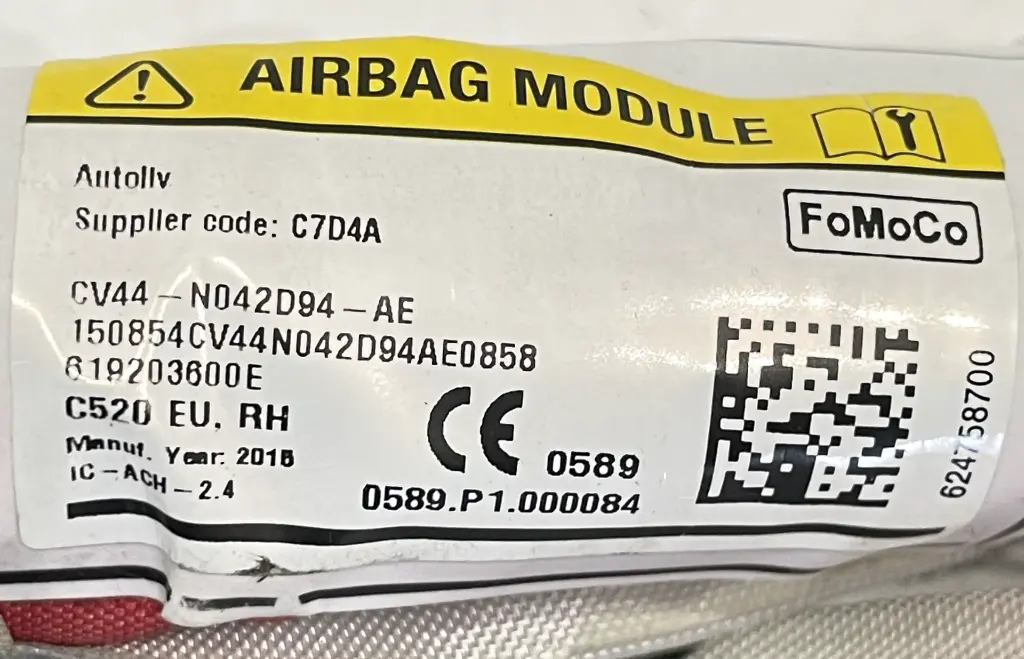 AIRBAG MODULE
Autoliv
Supplier code: C7D4A
FoMoCo
CV44-N042D94-AE
150854CV44N042D94AE0858
619203600E
C520 EU, RH
Manuf. Year: 2015
IC-ACH-2.4
CE 0589
0589.P1.000084
624758700